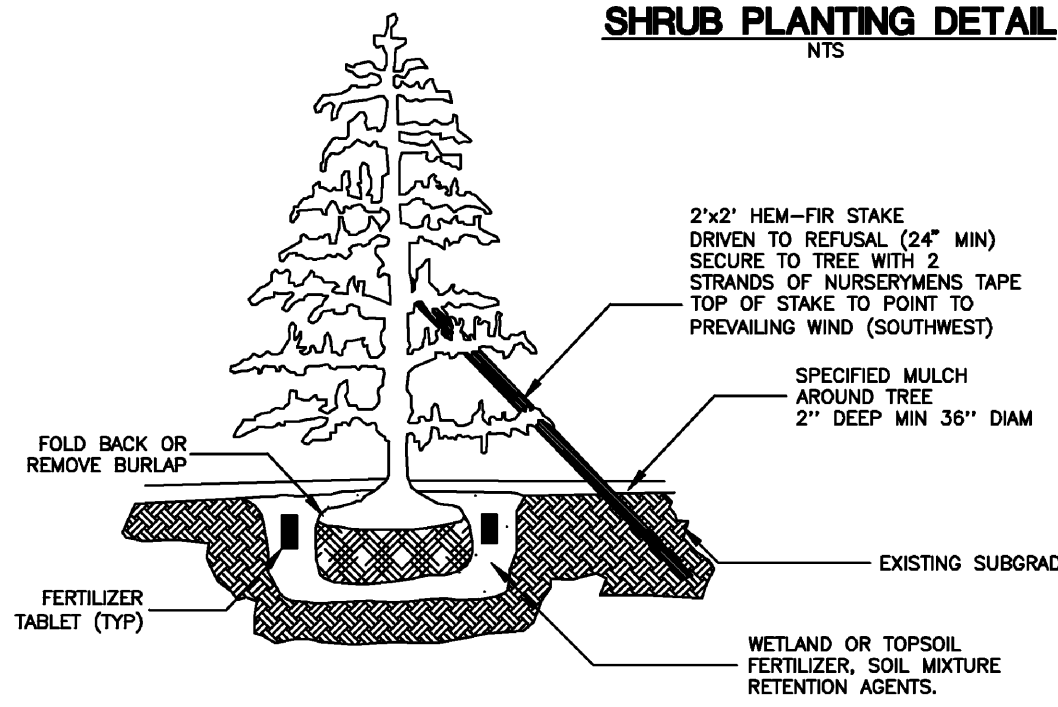 SHRUB PLANTING DETAIL
NTS
2'x2' HEM-FIR STAKE
DRIVEN TO REFUSAL (24" MIN)
SECURE TO TREE WITH 2
STRANDS OF NURSERYMENS TAPE
TOP OF STAKE TO POINT TO
PREVAILING WIND (SOUTHWEST)
SPECIFIED MULCH
AROUND TREE
2" DEEP MIN 36" DIAM
FOLD BACK OR
REMOVE BURLAP
EXISTING SUBGRAD
FERTILIZER
TABLET (TYP)
WETLAND OR TOPSOIL
FERTILIZER, SOIL MIXTURE
RETENTION AGENTS.